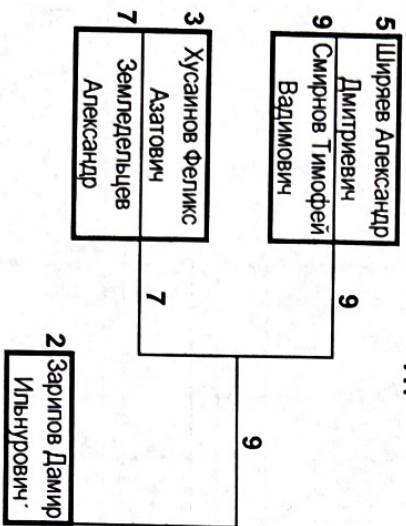 5 Ширяев Александр
Дмитриевич
9 Смирнов Тимофей
Вадимович
9
3 Хусаинов Феликс
Азатович
7 Земледельцев
Александр
7
9
2 Зарипов Дамир
Ильнурович